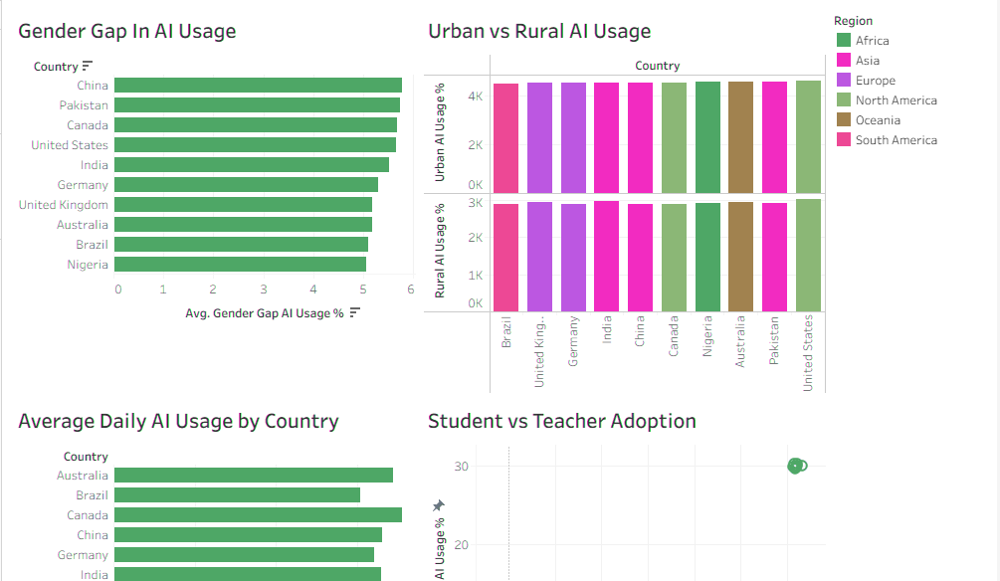 Gender Gap In AI Usage
Country
China
Pakistan
Canada
United States
India
Germany
United Kingdom
Australia
Brazil
Nigeria
0 1 2 3 4 5 6
Avg. Gender Gap AI Usage %
Urban vs Rural AI Usage
Country
Urban AI Usage %
4K
2K
0K
Rural AI Usage %
3K
2K
1K
0K
Brazil
United King..
Germany
India
China
Canada
Nigeria
Australia
Pakistan
United States
Region
Africa
Asia
Europe
North America
Oceania
South America
Average Daily AI Usage by Country
Country
Australia
Brazil
Canada
China
Germany
India
Student vs Teacher Adoption
30
20
AI Usage %